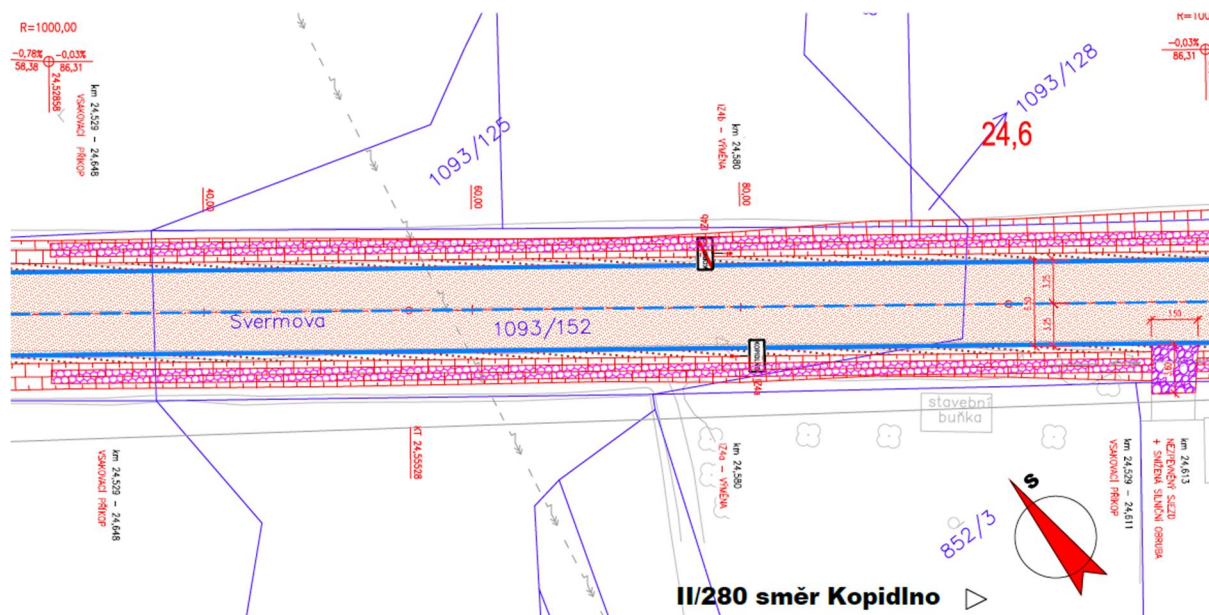 R=1000,00
-0,78%
-0,03%
58,38
86,31
24,52858
km 24,529 - 24,648
VSAKOVACÍ PŘÍKOP
1093/125
IZ4b - VÝMĚNA
km 24,580
1093/128
24,6
-0,03%
86,31
40,00
60,00
80,00
IZ4b
Švermova
1093/152
3,25
6,50
3,25
3,50
KOPIDLNO
IZ4a
stavební
buňka
KT 24,55528
km 24,529 - 24,648
VSAKOVACÍ PŘÍKOP
km 24,580
IZ4a - VÝMĚNA
km 24,529 - 24,611
VSAKOVACÍ PŘÍKOP
km 24,613
NEZPEVNĚNÝ SJEZD
+ SNÍŽENÁ SILNIČNÍ OBRUBA
852/3
S
II/280 směr Kopidlno